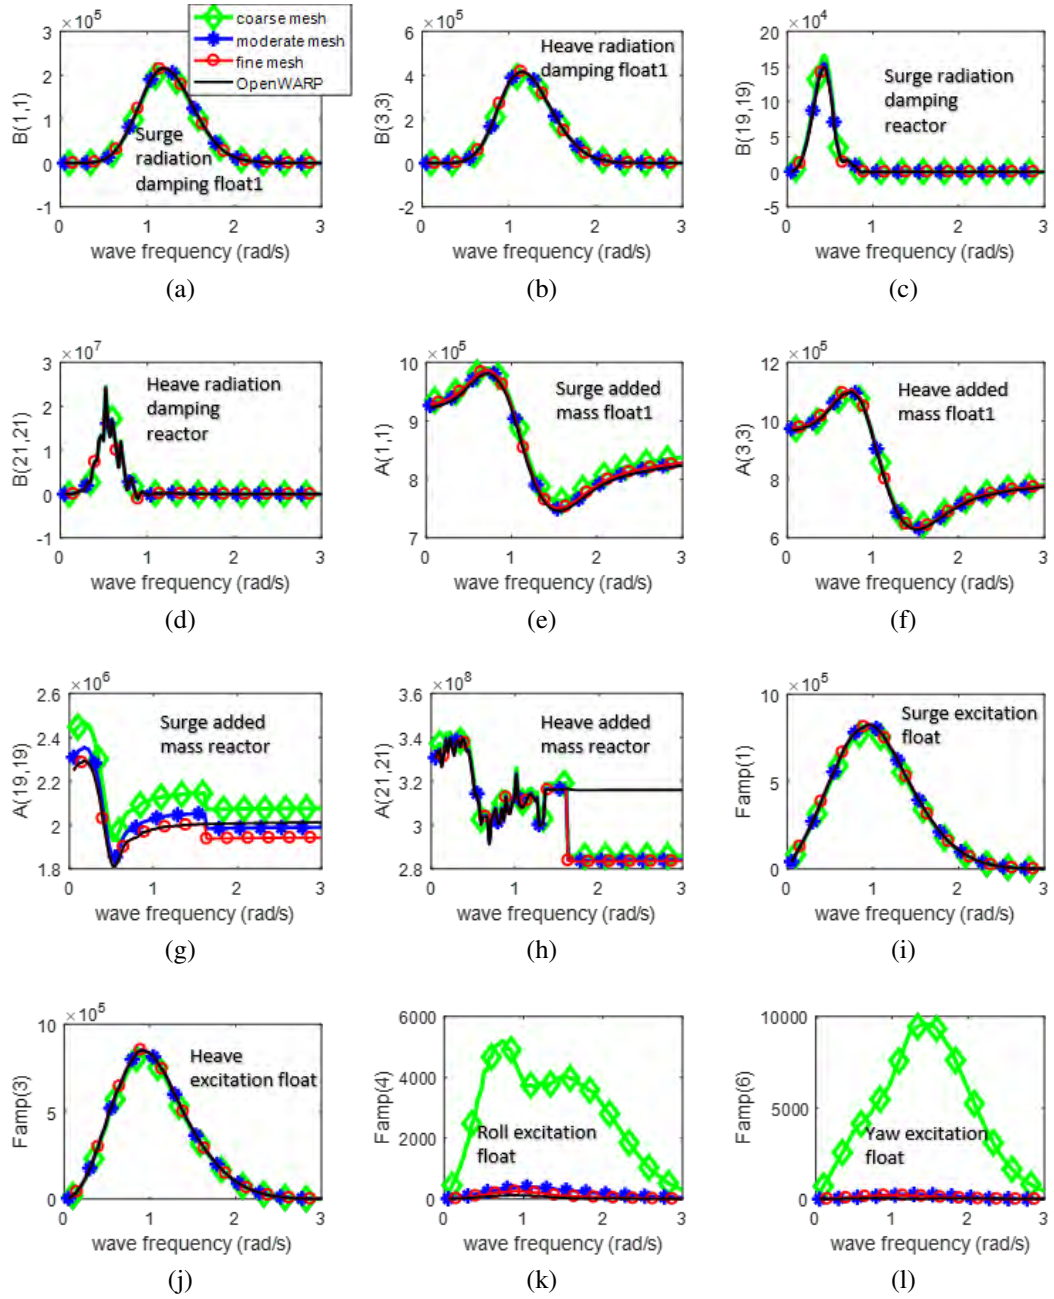 ×10^5
3
2
1
0
-1
B(1,1)
Surge
radiation
damping float1
0 1 2 3
wave frequency (rad/s)
(a)
coarse mesh
moderate mesh
fine mesh
OpenWARP
×10^5
6
4
2
0
-2
B(3,3)
Heave radiation
damping float1
0 1 2 3
wave frequency (rad/s)
(b)
×10^4
20
15
10
5
0
-5
B(19,19)
Surge radiation
damping
reactor
0 1 2 3
wave frequency (rad/s)
(c)
×10^7
3
2
1
0
-1
B(21,21)
Heave radiation
damping
reactor
0 1 2 3
wave frequency (rad/s)
(d)
×10^5
10
9
8
7
A(1,1)
Surge added
mass float1
0 1 2 3
wave frequency (rad/s)
(e)
×10^5
12
10
8
6
A(3,3)
Heave added
mass float1
0 1 2 3
wave frequency (rad/s)
(f)
×10^6
2.6
2.4
2.2
2
1.8
A(19,19)
Surge added
mass reactor
0 1 2 3
wave frequency (rad/s)
(g)
×10^8
3.6
3.4
3.2
3
2.8
A(21,21)
Heave added
mass reactor
0 1 2 3
wave frequency (rad/s)
(h)
×10^5
10
5
0
Famp(1)
Surge excitation
float
0 1 2 3
wave frequency (rad/s)
(i)
×10^5
10
5
0
Famp(3)
Heave
excitation float
0 1 2 3
wave frequency (rad/s)
(j)
6000
4000
2000
0
Famp(4)
Roll excitation
float
0 1 2 3
wave frequency (rad/s)
(k)
10000
5000
0
Famp(6)
Yaw excitation
float
0 1 2 3
wave frequency (rad/s)
(l)